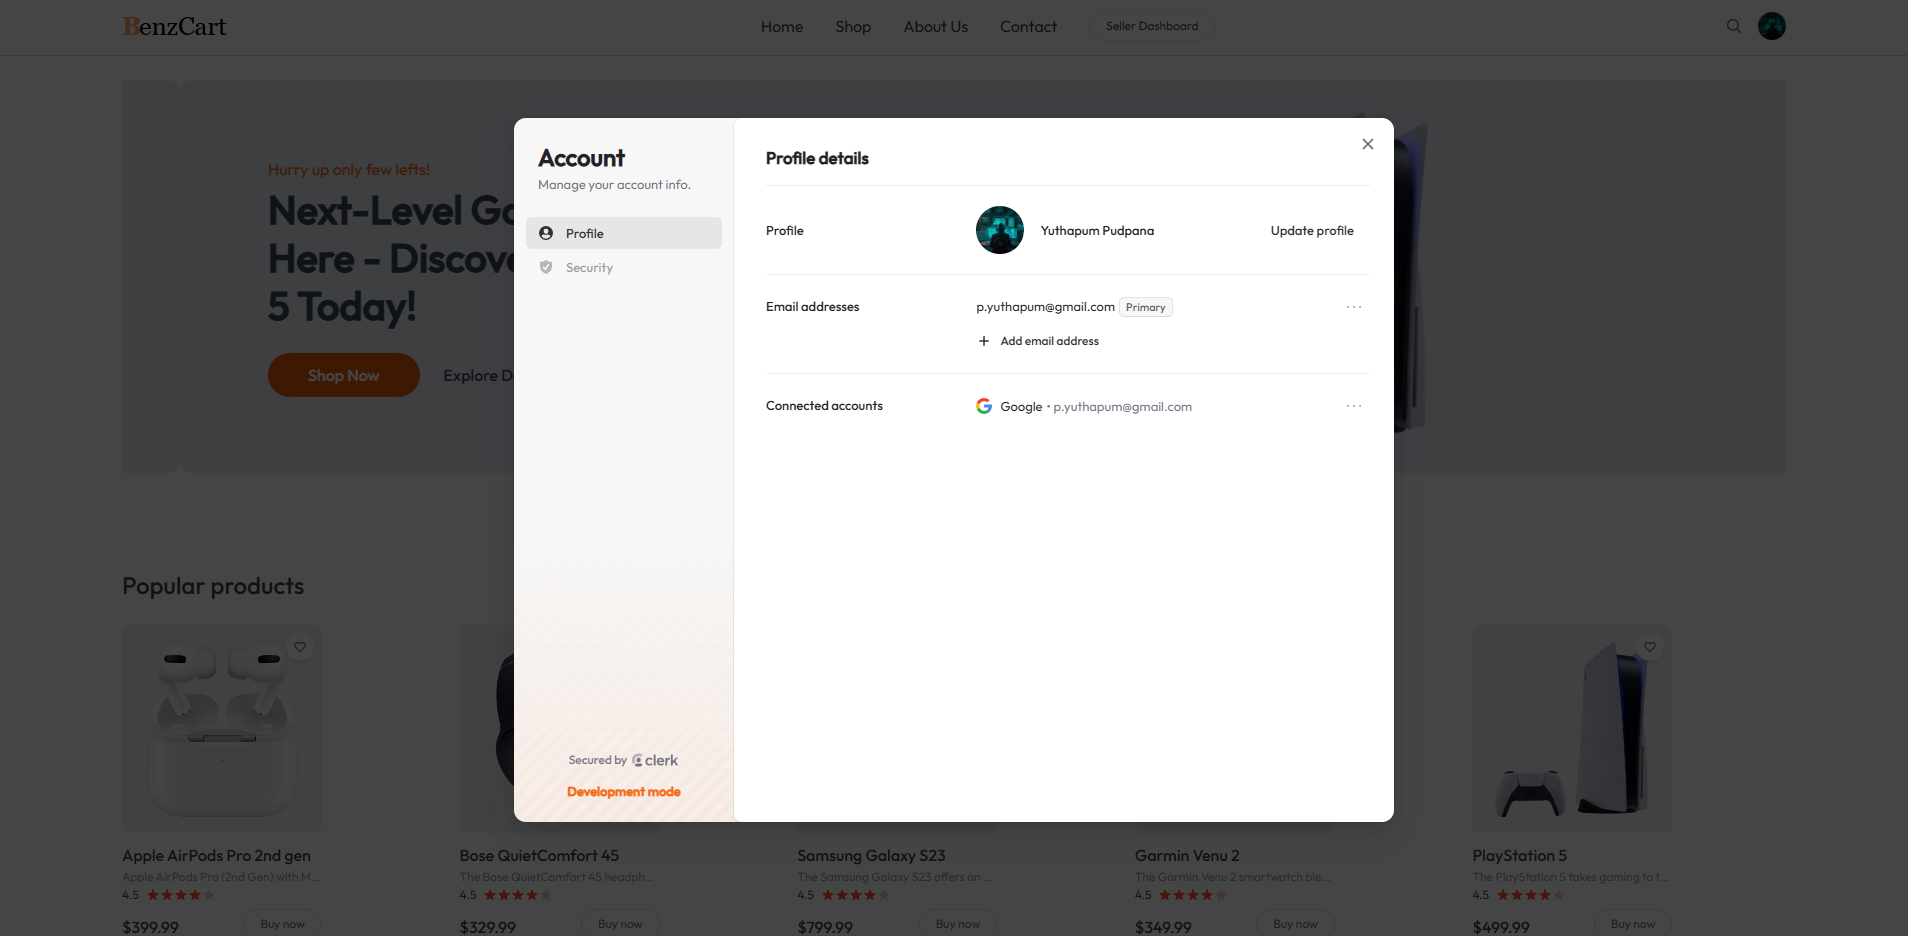 BenzCart
Home
Shop
About Us
Contact
Seller Dashboard
Hurry up only few lefts!
Next-Level Ga
Here - Discove
5 Today!
Shop Now
Explore D
Account
Manage your account info.
Profile
Security
Secured by clerk
Development mode
Profile details
Profile
Yuthapum Pudpana
Update profile
Email addresses
p.yuthapum@gmail.com Primary
Add email address
Connected accounts
Google • p.yuthapum@gmail.com
Popular products
Apple AirPods Pro 2nd gen
Apple AirPods Pro (2nd Gen) with M...
4.5
$399.99
Buy now
Bose QuietComfort 45
The Bose QuietComfort 45 headph...
4.5
$329.99
Buy now
Samsung Galaxy S23
The Samsung Galaxy S23 offers an ...
4.5
$799.99
Buy now
Garmin Venu 2
The Garmin Venu 2 smartwatch ble...
4.5
$349.99
Buy now
PlayStation 5
The PlayStation 5 takes gaming to t...
4.5
$499.99
Buy now